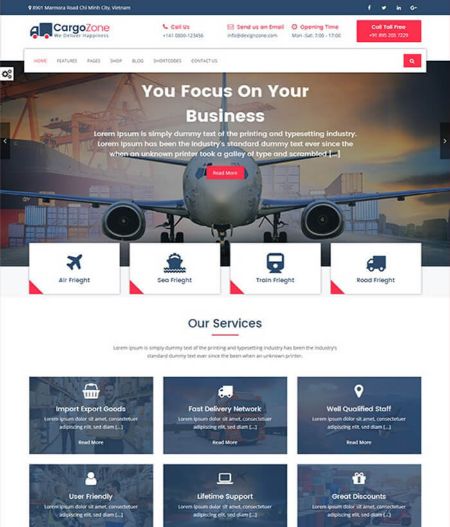 8901 Marmora Road Chi Minh City, Vietnam
CargoZone
We Deliver Happiness
Call Us
+141 0800-123456
Send us an Email
info@dexignzone.com
Opening Time
Mon -Sat: 7:00 - 17:00
Call Toll Free
+91 895 205 7229
HOME FEATURES PAGES SHOP BLOG SHORTCODES CONTACT US
You Focus On Your
Business
Lorem Ipsum is simply dummy text of the printing and typesetting industry.
Lorem Ipsum has been the industry's standard dummy text ever since the
when an unknown printer took a galley of type and scrambled [...]
Read More
Air Frieght
Sea Frieght
Train Frieght
Road Frieght
Our Services
Lorem Ipsum is simply dummy text of the printing and typesetting industry has been the industry's
standard dummy text ever since the been when an unknown printer.
Import Export Goods
Lorem ipsum dolor sit amet, consectetuer
adipiscing elit, sed diam [...]
Read More
Fast Delivery Network
Lorem ipsum dolor sit amet, consectetuer
adipiscing elit, sed diam [...]
Read More
Well Qualified Staff
Lorem ipsum dolor sit amet, consectetuer
adipiscing elit, sed diam [...]
Read More
User Friendly
Lorem ipsum dolor sit amet, consectetuer
adipiscing elit, sed diam [...]
Lifetime Support
Lorem ipsum dolor sit amet, consectetuer
adipiscing elit, sed diam [...]
Great Discounts
Lorem ipsum dolor sit amet, consectetuer
adipiscing elit, sed diam [...]